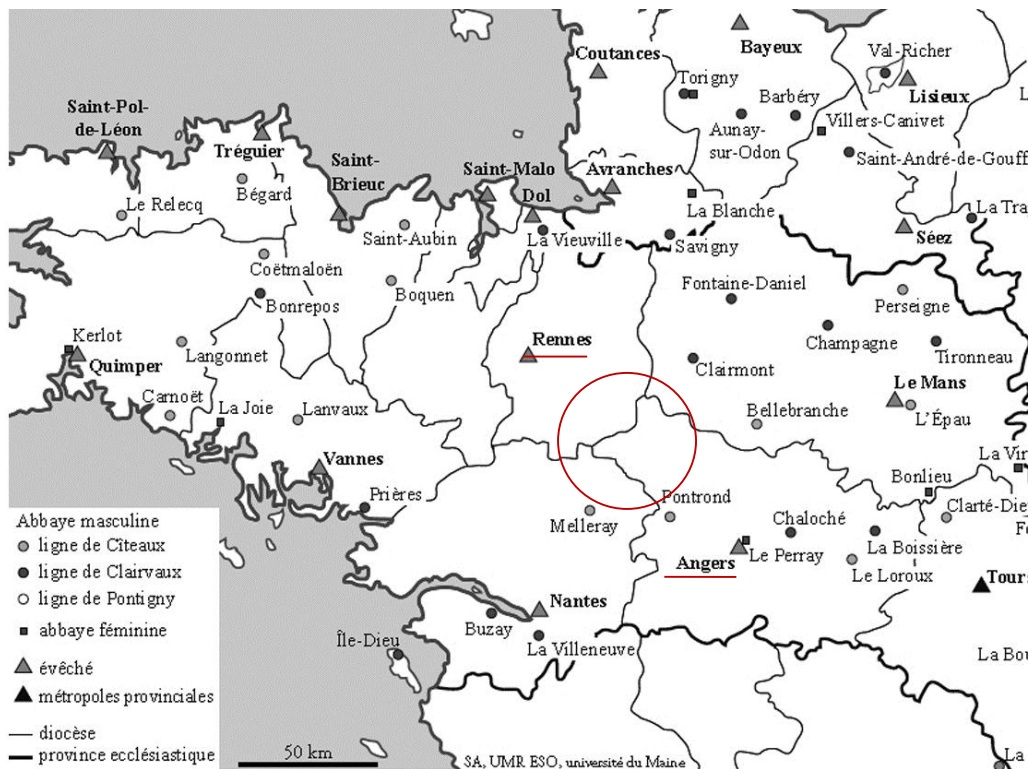 Coutances
Bayeux
Val-Richer
Torigny
Lisieux
Saint-Pol-
de-Léon
Barbéry
Aunay-
sur-Odon
Villers-Canivet
Tréguier
Saint-
Brieuc
Saint-Malo
Dol
Avranches
Saint-André-de-Gouff
Bégard
Le Relecq
La Blanche
La Tra
Saint-Aubin
La Vieuville
Savigny
Séez
Coëtmaloën
Boquen
Fontaine-Daniel
Perseigne
Bonrepos
Kerlot
Quimper
Langonnet
Rennes
Clairmont
Champagne
Tironneau
Le Mans
Carnoët
La Joie
Lanvaux
Bellebranche
L'Épau
Vannes
Prières
Melleray
Pontrond
Bonlieu
La Vir
Clarté-Die
Chaloché
Angers
Le Perray
La Boissière
Le Loroux
Tours
Nantes
Buzay
La Villeneuve
Île-Dieu
La Bou
La
Abbaye masculine
ligne de Cîteaux
ligne de Clairvaux
ligne de Pontigny
abbaye féminine
évêché
métropoles provinciales
diocèse
province ecclésiastique
50 km
SA, UMR ESO, université du Maine